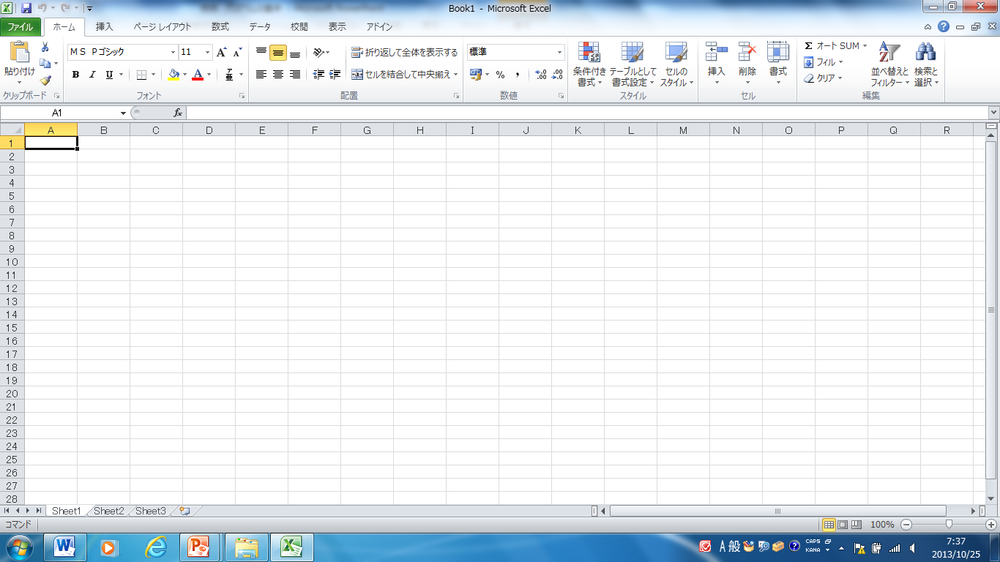 Book1 - Microsoft Excel
ファイル ホーム 挿入 ページ レイアウト 数式 データ 校閲 表示 アドイン
ＭＳ Ｐゴシック 11 折り返して全体を表示する 標準 オート SUM
フィル
貼り付け B I U セルを結合して中央揃え % , 条件付き書式 テーブルとして書式設定 セルのスタイル 挿入 削除 書式 クリア 並べ替えとフィルター 検索と選択
クリップボード フォント 配置 数値 スタイル セル 編集
A1 fx
A B C D E F G H I J K L M N O P Q R
1
2
3
4
5
6
7
8
9
10
11
12
13
14
15
16
17
18
19
20
21
22
23
24
25
26
27
28
Sheet1 Sheet2 Sheet3
コマンド 100%
A 般 CAPS KANA 7:37
2013/10/25